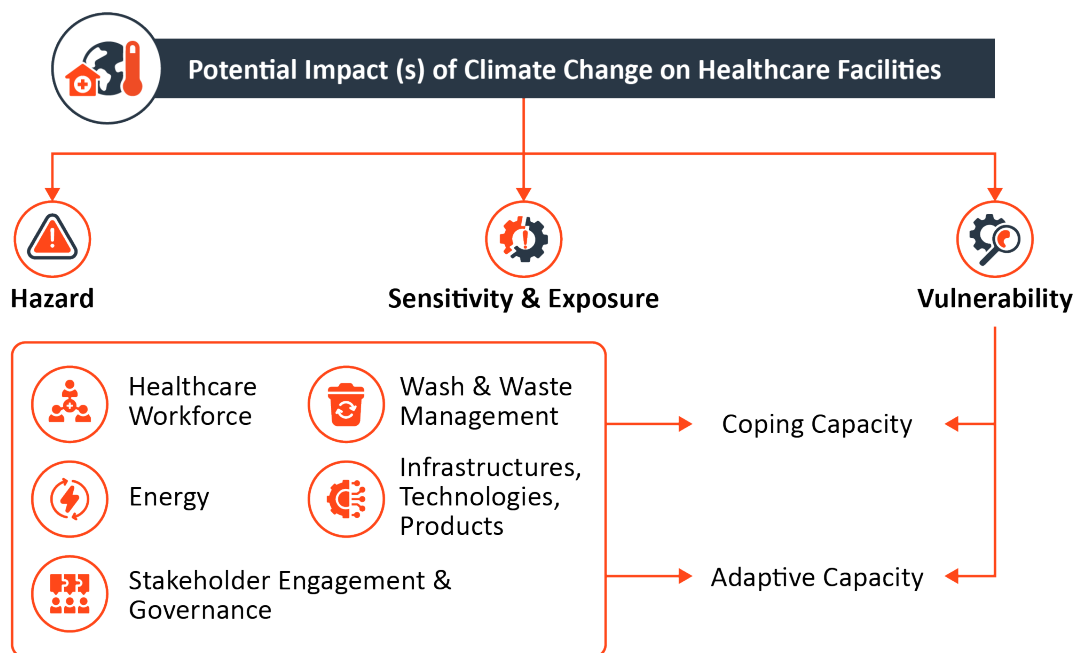 Potential Impact (s) of Climate Change on Healthcare Facilities
Hazard
Sensitivity & Exposure
Vulnerability
Healthcare
Workforce
Wash & Waste
Management
Energy
Infrastructures,
Technologies,
Products
Stakeholder Engagement &
Governance
Coping Capacity
Adaptive Capacity